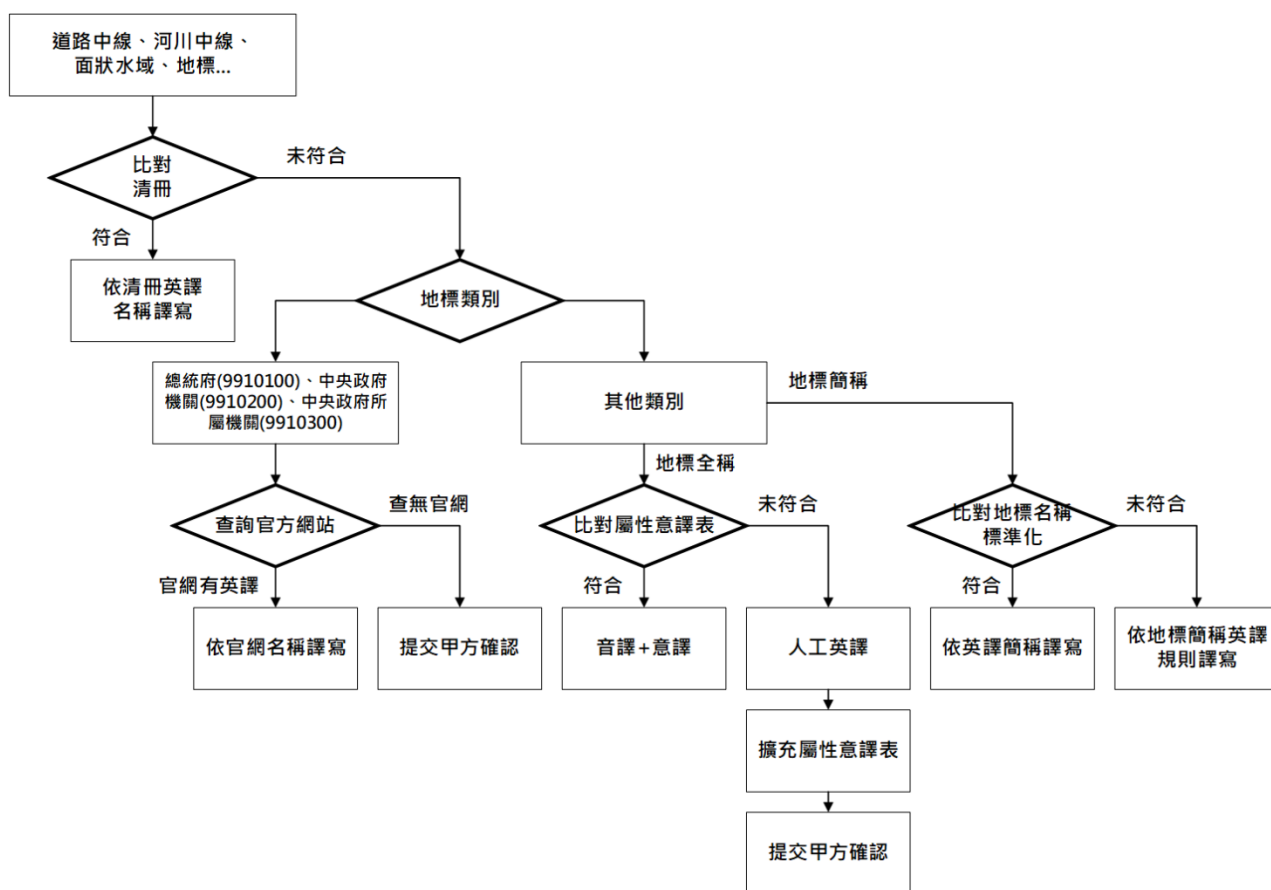 道路中線、河川中線、
面狀水域、地標...
比對
清冊
未符合
符合
依清冊英譯
名稱譯寫
地標類別
總統府(9910100)、中央政府
機關(9910200)、中央政府所
屬機關(9910300)
其他類別
地標簡稱
地標全稱
查詢官方網站
查無官網
官網有英譯
比對屬性意譯表
未符合
符合
比對地標名稱
標準化
未符合
符合
依官網名稱譯寫
提交甲方確認
音譯+意譯
人工英譯
依英譯簡稱譯寫
依地標簡稱英譯
規則譯寫
擴充屬性意譯表
提交甲方確認